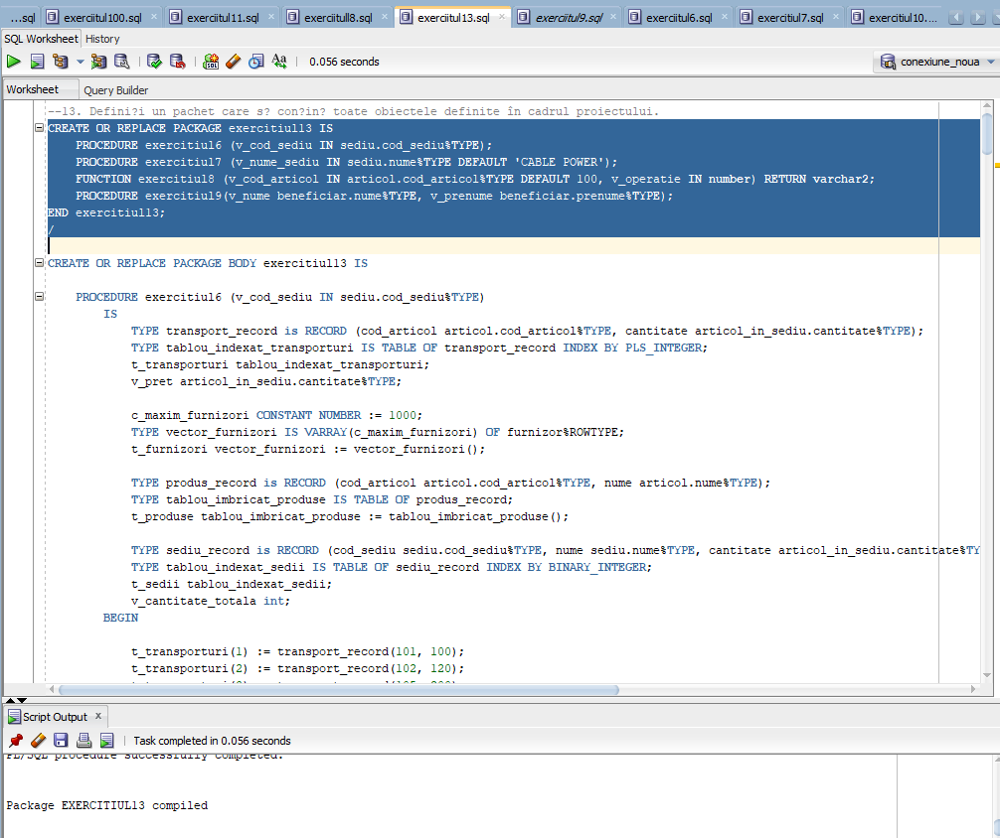 ...sql exerciitul100.sql exerciitul11.sql exerciitull8.sql exerciitul13.sql exerciitul9.sql exerciitul6.sql exercitiul7.sql exercitiul10....
SQL Worksheet History
0.056 seconds conexiune_noua
Worksheet Query Builder
--13. Defini?i un pachet care s? con?in? toate obiectele definite în cadrul proiectului.
CREATE OR REPLACE PACKAGE exercitiul13 IS
PROCEDURE exercitiul6 (v_cod_sediu IN sediu.cod_sediu%TYPE);
PROCEDURE exercitiul7 (v_nume_sediu IN sediu.nume%TYPE DEFAULT 'CABLE POWER');
FUNCTION exercitiul8 (v_cod_articol IN articol.cod_articol%TYPE DEFAULT 100, v_operatie IN number) RETURN varchar2;
PROCEDURE exercitiul9(v_nume beneficiar.nume%TYPE, v_prenume beneficiar.prenume%TYPE);
END exercitiul13;
/
CREATE OR REPLACE PACKAGE BODY exercitiul13 IS
PROCEDURE exercitiul6 (v_cod_sediu IN sediu.cod_sediu%TYPE)
IS
TYPE transport_record is RECORD (cod_articol articol.cod_articol%TYPE, cantitate articol_in_sediu.cantitate%TYPE);
TYPE tablou_indexat_transporturi IS TABLE OF transport_record INDEX BY PLS_INTEGER;
t_transporturi tablou_indexat_transporturi;
v_pret articol_in_sediu.cantitate%TYPE;
c_maxim_furnizori CONSTANT NUMBER := 1000;
TYPE vector_furnizori IS VARRAY(c_maxim_furnizori) OF furnizor%ROWTYPE;
t_furnizori vector_furnizori := vector_furnizori();
TYPE produs_record is RECORD (cod_articol articol.cod_articol%TYPE, nume articol.nume%TYPE);
TYPE tablou_imbricat_produse IS TABLE OF produs_record;
t_produse tablou_imbricat_produse := tablou_imbricat_produse();
TYPE sediu_record is RECORD (cod_sediu sediu.cod_sediu%TYPE, nume sediu.nume%TYPE, cantitate articol_in_sediu.cantitate%TY
TYPE tablou_indexat_sedii IS TABLE OF sediu_record INDEX BY BINARY_INTEGER;
t_sedii tablou_indexat_sedii;
v_cantitate_totala int;
BEGIN
t_transporturi(1) := transport_record(101, 100);
t_transporturi(2) := transport_record(102, 120);
Script Output x
Task completed in 0.056 seconds
PL/SQL procedure successfully completed.
Package EXERCITIUL13 compiled